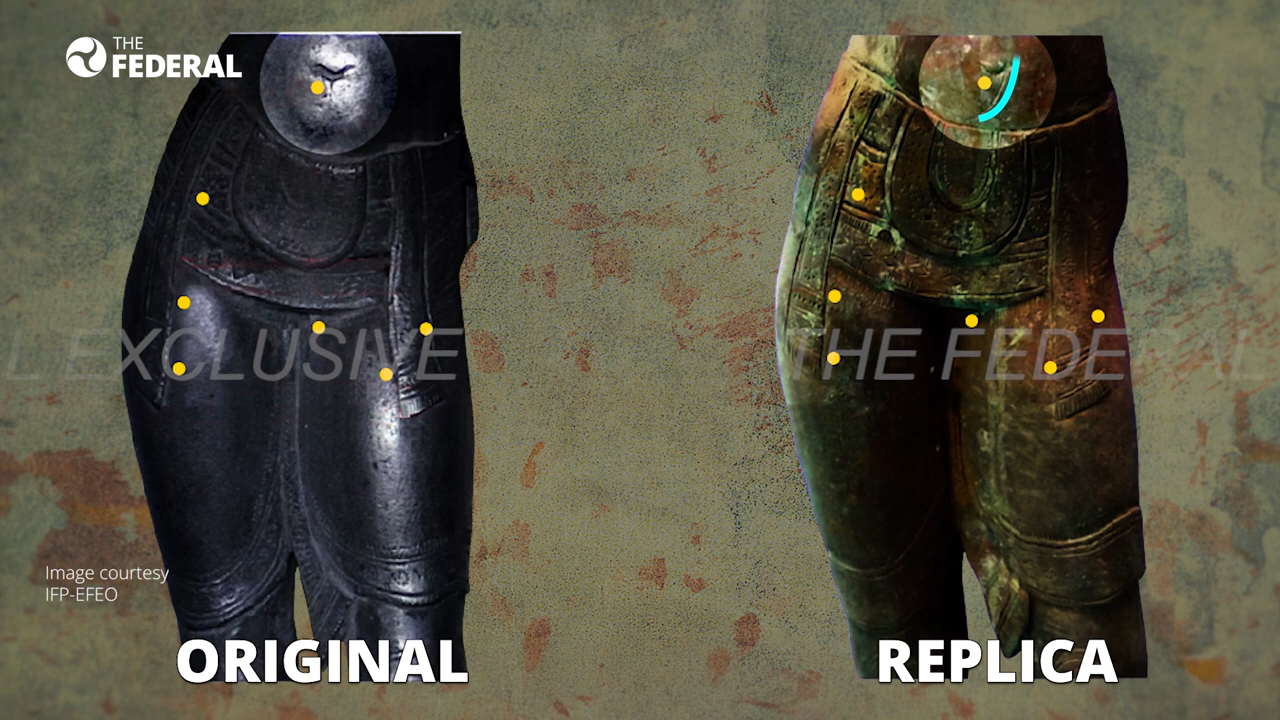 THE
FEDERAL
L EXCLUSIVE
THE FEDERAL
Image courtesy
IFP-EFEO
ORIGINAL
REPLICA